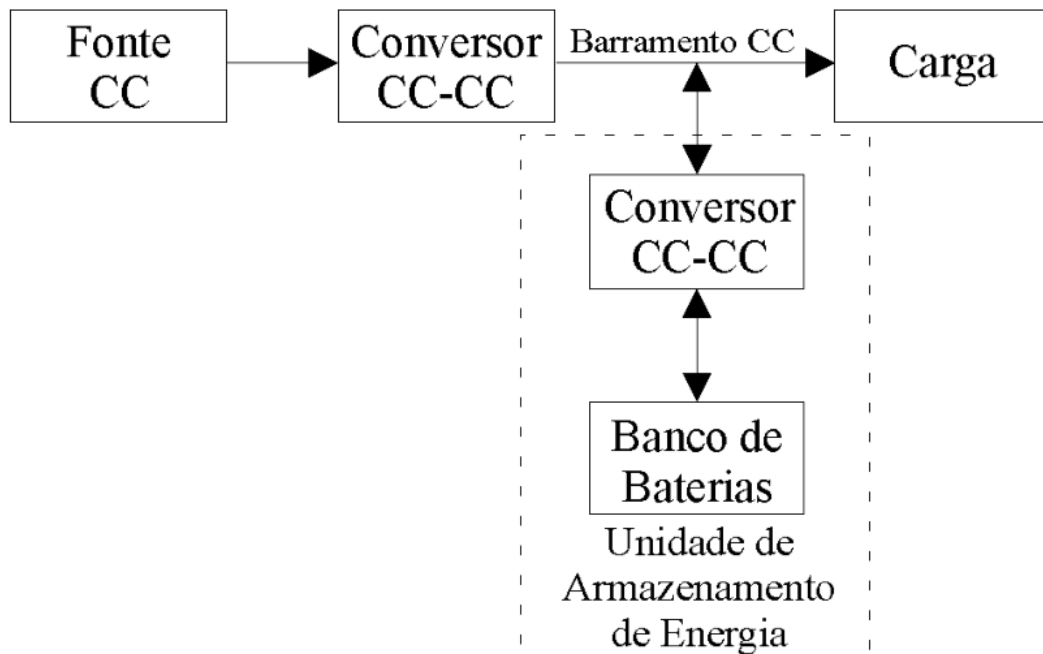 Fonte
CC
Conversor
CC-CC
Barramento CC
Carga
Conversor
CC-CC
Banco de
Baterias
Unidade de
Armazenamento
de Energia